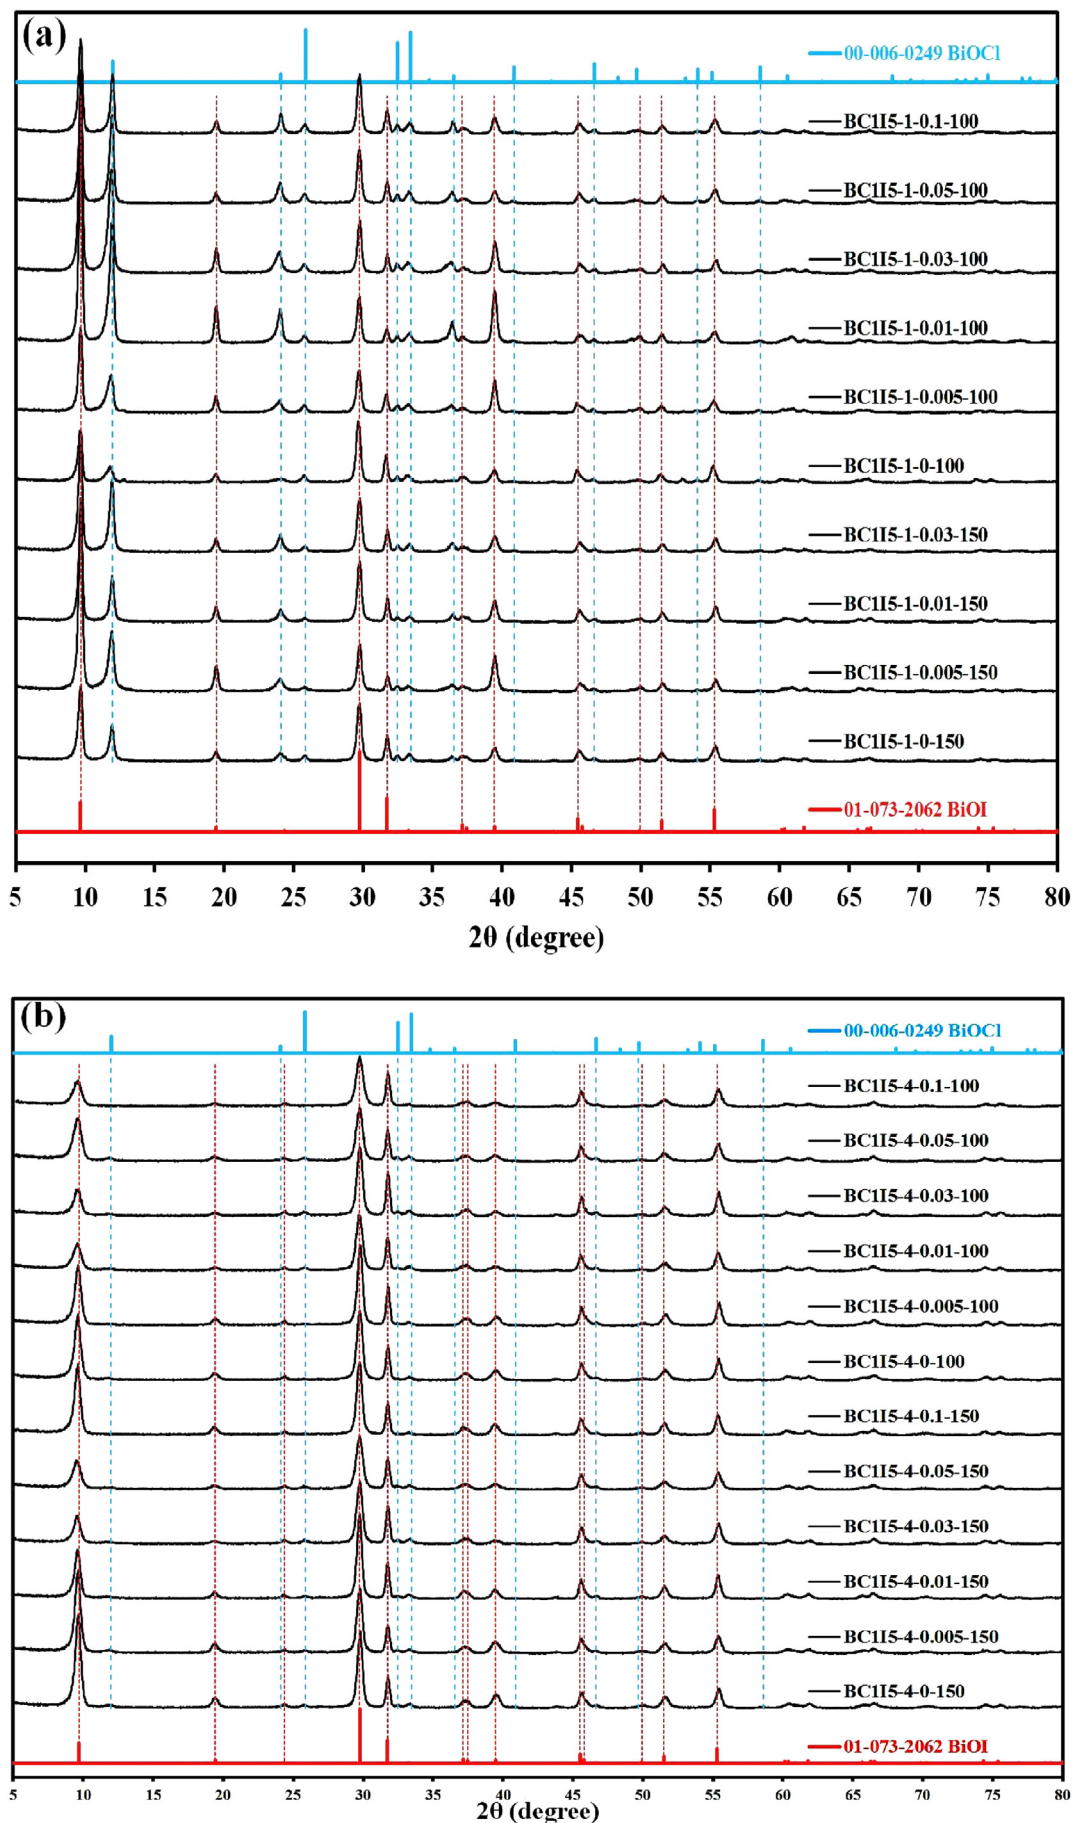 (a)
00-006-0249 BiOCl
BC1I5-1-0.1-100
BC1I5-1-0.05-100
BC1I5-1-0.03-100
BC1I5-1-0.01-100
BC1I5-1-0.005-100
BC1I5-1-0-100
BC1I5-1-0.03-150
BC1I5-1-0.01-150
BC1I5-1-0.005-150
BC1I5-1-0-150
01-073-2062 BiOI
5 10 15 20 25 30 35 40 45 50 55 60 65 70 75 80
2θ (degree)
(b)
00-006-0249 BiOCl
BC1I5-4-0.1-100
BC1I5-4-0.05-100
BC1I5-4-0.03-100
BC1I5-4-0.01-100
BC1I5-4-0.005-100
BC1I5-4-0-100
BC1I5-4-0.1-150
BC1I5-4-0.05-150
BC1I5-4-0.03-150
BC1I5-4-0.01-150
BC1I5-4-0.005-150
BC1I5-4-0-150
01-073-2062 BiOI
5 10 15 20 25 30 35 40 45 50 55 60 65 70 75 80
2θ (degree)